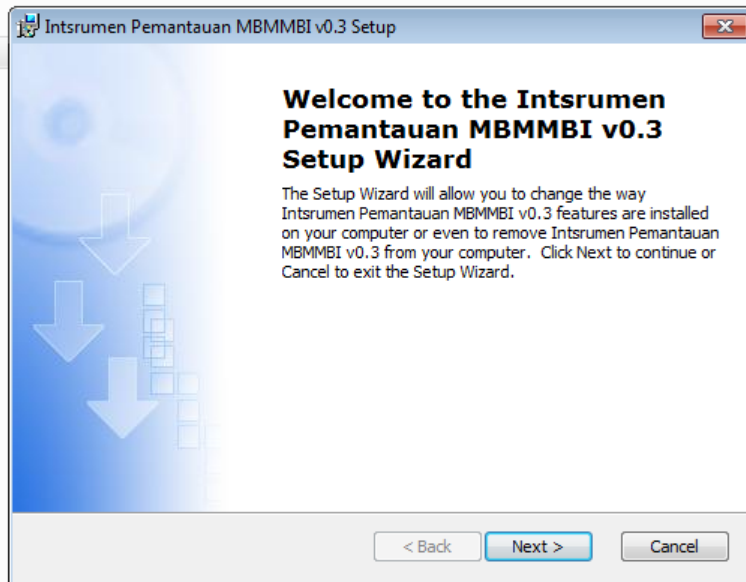 Intsrumen Pemantauan MBMMBI v0.3 Setup
Welcome to the Intsrumen
Pemantauan MBMMBI v0.3
Setup Wizard
The Setup Wizard will allow you to change the way
Intsrumen Pemantauan MBMMBI v0.3 features are installed
on your computer or even to remove Intsrumen Pemantauan
MBMMBI v0.3 from your computer.  Click Next to continue or
Cancel to exit the Setup Wizard.
< Back
Next >
Cancel